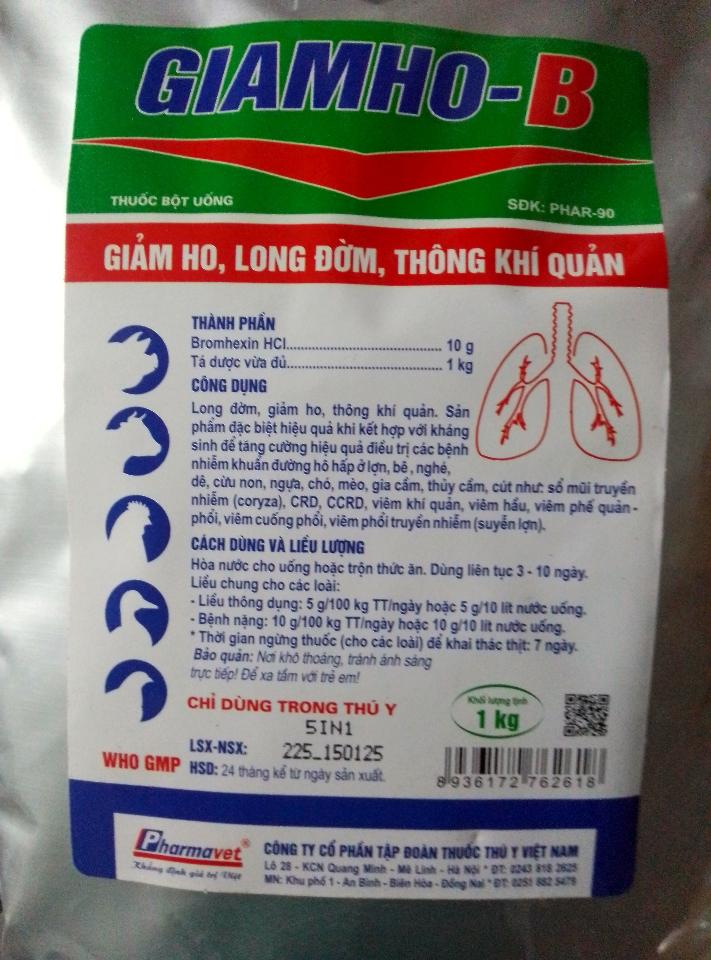 GIAMHO-B
THUỐC BỘT UỐNG
SĐK: PHAR-90
GIẢM HO, LONG ĐỜM, THÔNG KHÍ QUẢN
THÀNH PHẦN
Bromhexin HCl............................................ 10 g
Tá dược vừa đủ............................................ 1 kg
CÔNG DỤNG
Long đờm, giảm ho, thông khí quản. Sản
phẩm đặc biệt hiệu quả khi kết hợp với kháng
sinh để tăng cường hiệu quả điều trị các bệnh
nhiễm khuẩn đường hô hấp ở lợn, bê, nghé,
dê, cừu non, ngựa, chó, mèo, gia cầm, thủy cầm, cút như: sổ mũi truyền
nhiễm (coryza), CRD, CCRD, viêm khí quản, viêm hầu, viêm phế quản -
phổi, viêm cuống phổi, viêm phổi truyền nhiễm (suyễn lợn).
CÁCH DÙNG VÀ LIỀU LƯỢNG
Hòa nước cho uống hoặc trộn thức ăn. Dùng liên tục 3 - 10 ngày.
Liều chung cho các loài:
- Liều thông dụng: 5 g/100 kg TT/ngày hoặc 5 g/10 lít nước uống.
- Bệnh nặng: 10 g/100 kg TT/ngày hoặc 10 g/10 lít nước uống.
* Thời gian ngừng thuốc (cho các loài) để khai thác thịt: 7 ngày.
Bảo quản: Nơi khô thoáng, tránh ánh sáng
trực tiếp! Để xa tầm với trẻ em!
CHỈ DÙNG TRONG THÚ Y
Khối lượng tịnh
1 kg
5IN1
LSX-NSX: 225_150125
WHO GMP
HSD: 24 tháng kể từ ngày sản xuất.
8 936172 762618
Pharmavet®
Khẳng định giá trị Việt
CÔNG TY CỔ PHẦN TẬP ĐOÀN THUỐC THÚ Y VIỆT NAM
Lô 28 - KCN Quang Minh - Mê Linh - Hà Nội * ĐT: 0243 818 2625
MN: Khu phố 1 - An Bình - Biên Hòa - Đồng Nai * ĐT: 0251 882 5478